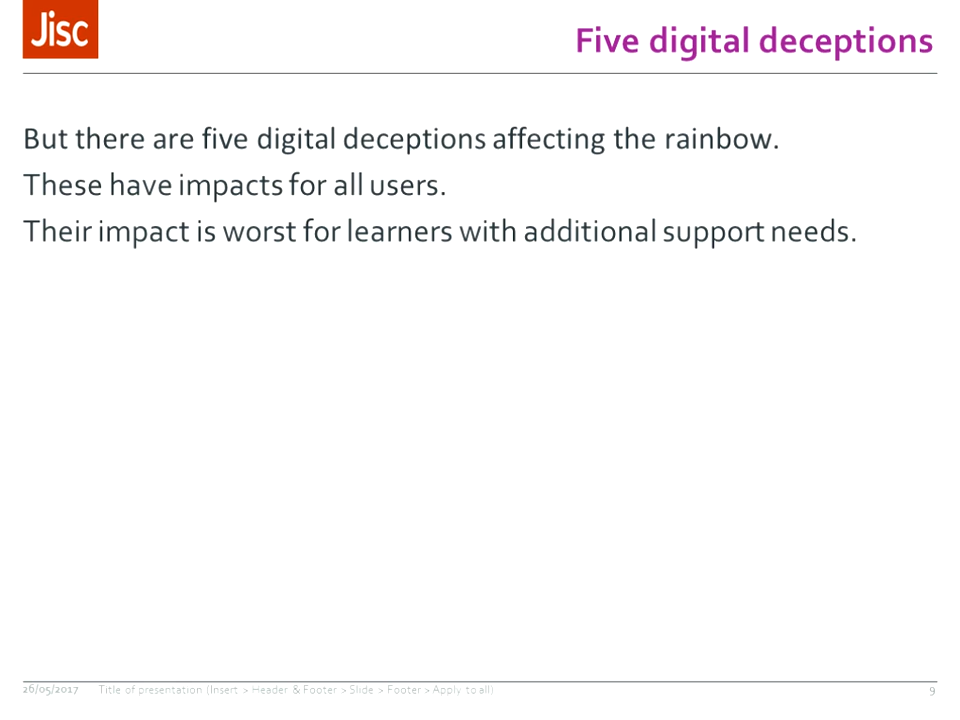 Jisc
Five digital deceptions
But there are five digital deceptions affecting the rainbow.
These have impacts for all users.
Their impact is worst for learners with additional support needs.
26/05/2017 Title of presentation (Insert > Header & Footer > Slide > Footer > Apply to all) 9